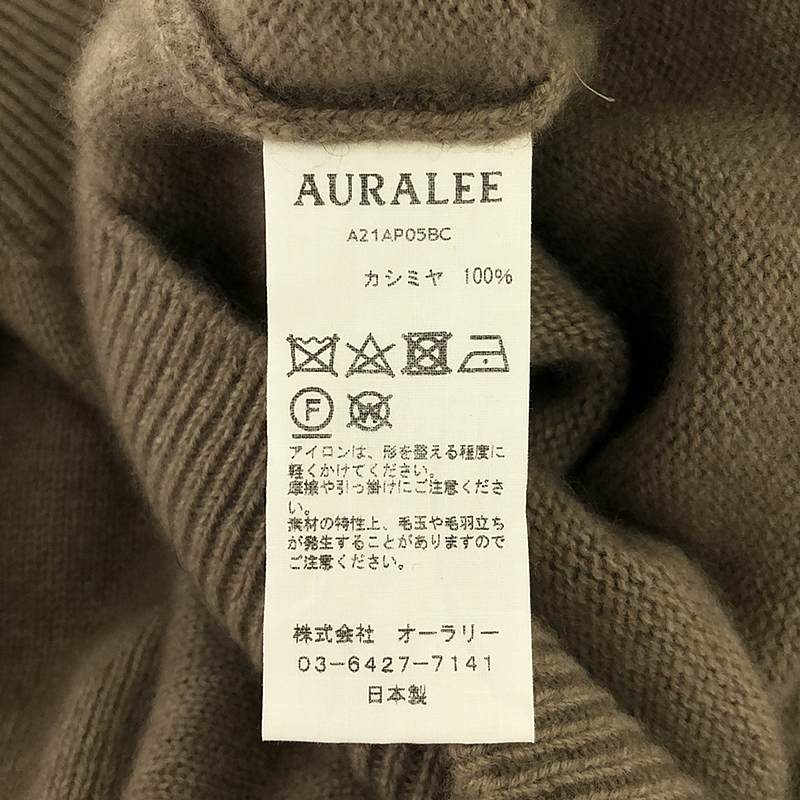 AURALEE
A21AP05BC
カシミヤ 100%
F W
アイロンは、形を整える程度に
軽くかけてください。
摩擦や引っ掛けにご注意くださ
い。
素材の特性上、毛玉や毛羽立ち
が発生することがありますので
ご注意ください。
株式会社 オーラリー
03-6427-7141
日本製